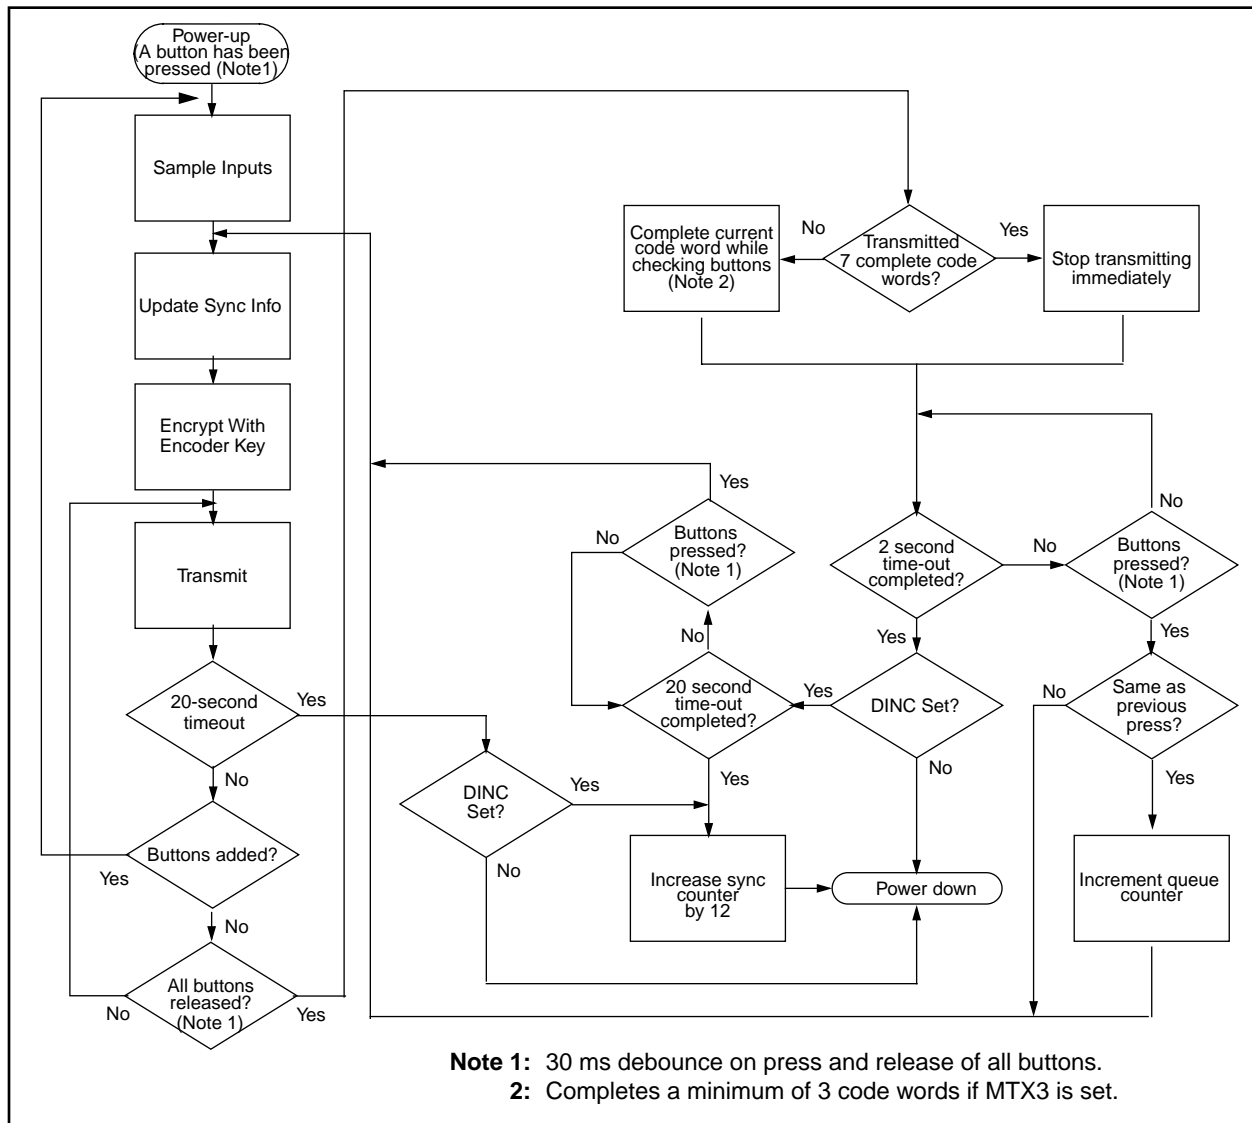 Power-up
(A button has been
pressed (Note1)
Sample Inputs
Update Sync Info
Encrypt With
Encoder Key
Transmit
20-second
timeout
Yes
No
Buttons added?
Yes
No
All buttons
released?
(Note 1)
No
Yes
DINC
Set?
Yes
No
Transmitted
7 complete code
words?
No
Yes
Complete current
code word while
checking buttons
(Note 2)
Stop transmitting
immediately
2 second
time-out
completed?
No
Yes
Buttons
pressed?
(Note 1)
No
Yes
Same as
previous
press?
No
Yes
Increment queue
counter
DINC Set?
Yes
No
20 second
time-out
completed?
No
Yes
Buttons
pressed?
(Note 1)
No
Yes
Increase sync
counter
by 12
Power down
Note 1: 30 ms debounce on press and release of all buttons.
2: Completes a minimum of 3 code words if MTX3 is set.